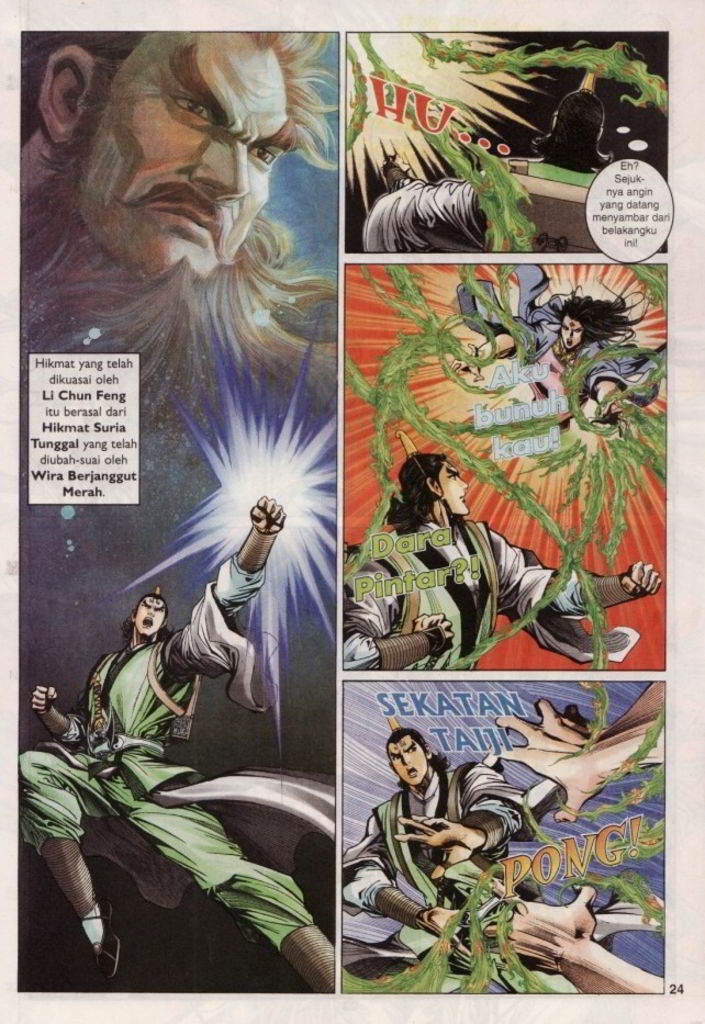 Hikmat yang telah
dikuasai oleh
Li Chun Feng
itu berasal dari
Hikmat Suria
Tunggal yang telah
diubah-suai oleh
Wira Berjanggut
Merah.
HU...
Eh?
Sejuk-
nya angin
yang datang
menyambar dari
belakangku
ini!
Aku
bunuh
kau!
Dara
Pintar?!
SEKATAN
TAIJI
PONG!
24